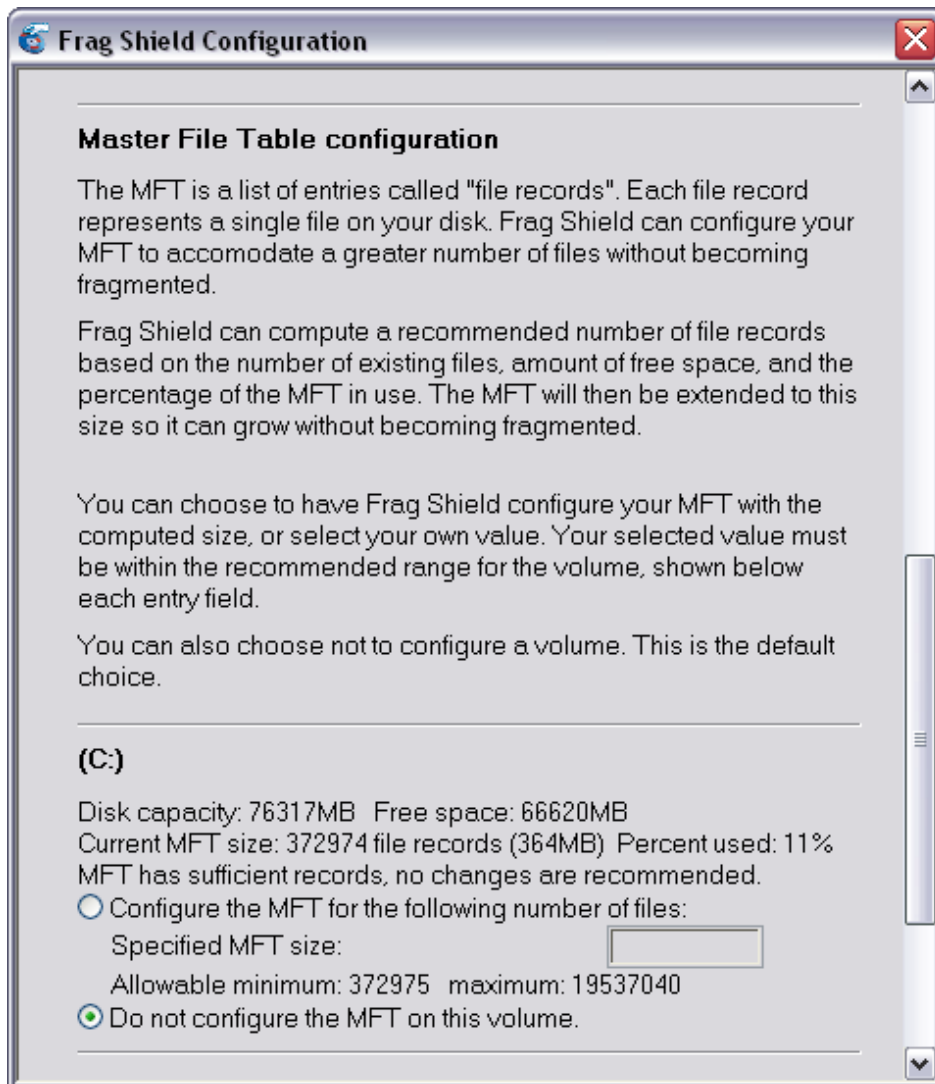 Frag Shield Configuration
Master File Table configuration
The MFT is a list of entries called "file records". Each file record
represents a single file on your disk. Frag Shield can configure your
MFT to accomodate a greater number of files without becoming
fragmented.
Frag Shield can compute a recommended number of file records
based on the number of existing files, amount of free space, and the
percentage of the MFT in use. The MFT will then be extended to this
size so it can grow without becoming fragmented.
You can choose to have Frag Shield configure your MFT with the
computed size, or select your own value. Your selected value must
be within the recommended range for the volume, shown below
each entry field.
You can also choose not to configure a volume. This is the default
choice.
(C:)
Disk capacity: 76317MB Free space: 66620MB
Current MFT size: 372974 file records (364MB) Percent used: 11%
MFT has sufficient records, no changes are recommended.
Configure the MFT for the following number of files:
Specified MFT size:
Allowable minimum: 372975 maximum: 19537040
Do not configure the MFT on this volume.